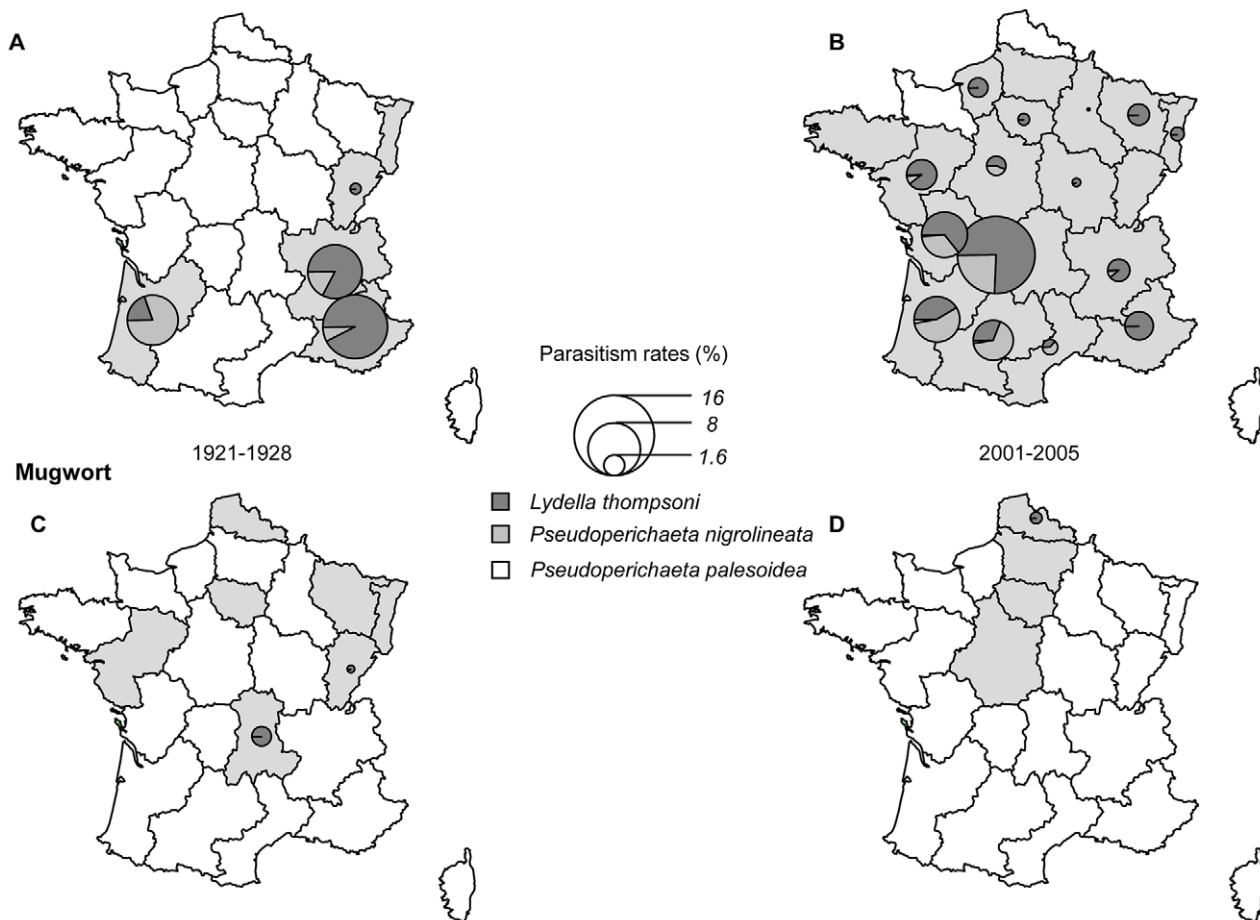 A
B
Parasitism rates (%)
16
8
1.6
1921-1928
2001-2005
Mugwort
C
D
Lydella thompsoni
Pseudoperichaeta nigrolineata
Pseudoperichaeta palesoidea